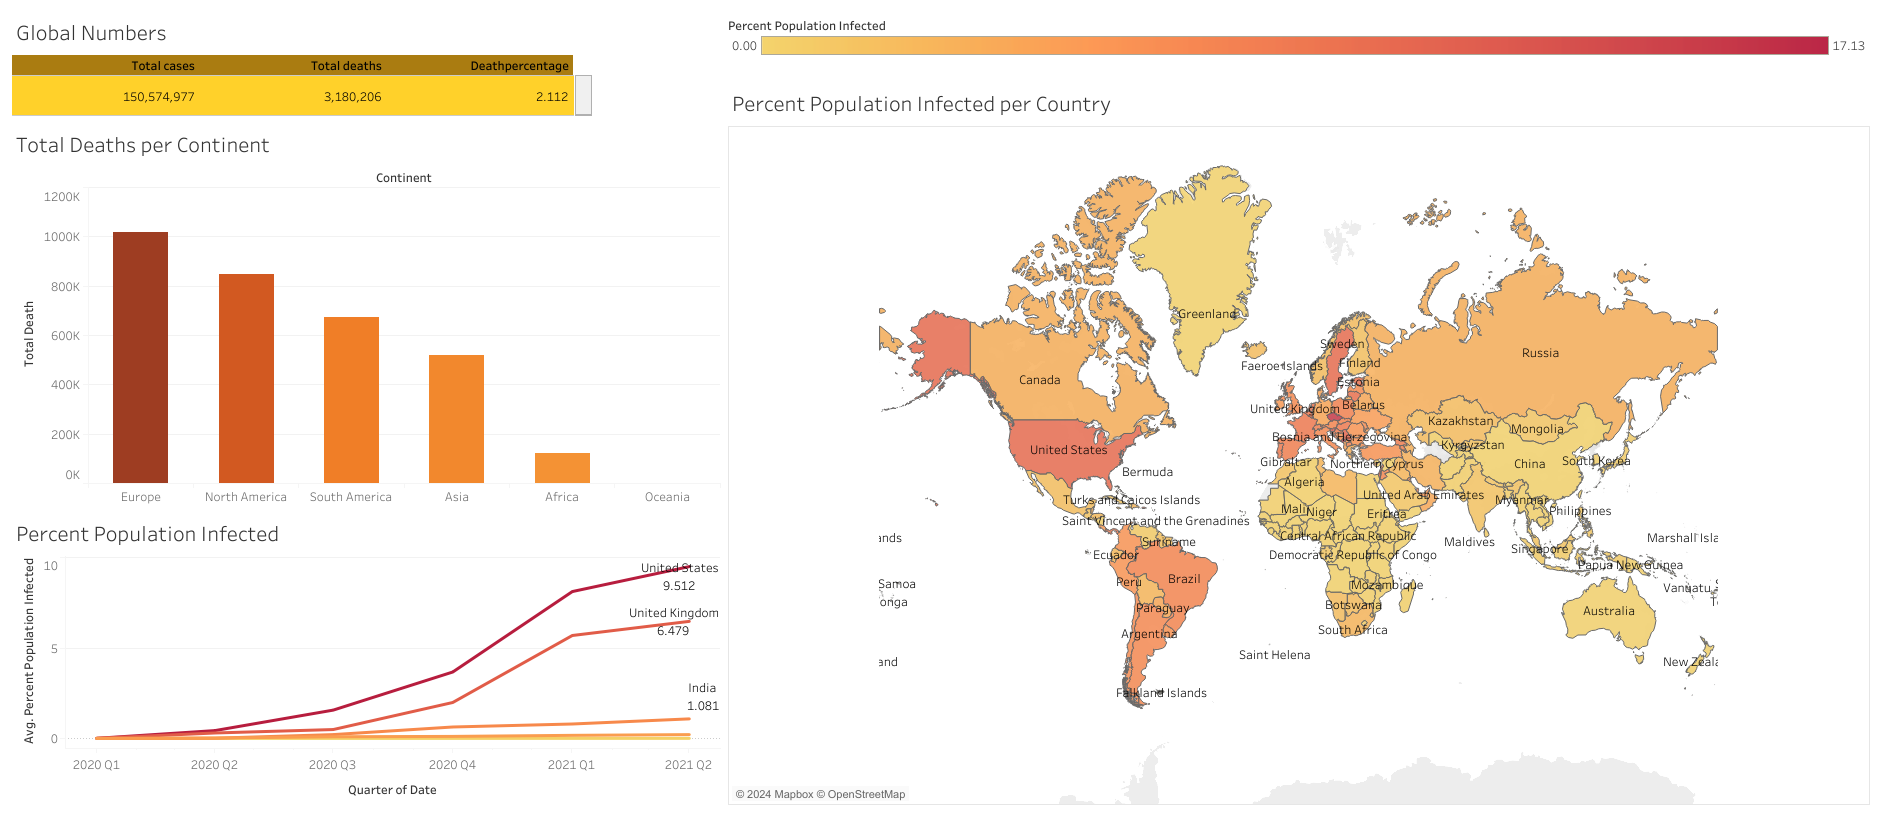 Global Numbers
Total cases Total deaths Deathpercentage
150,574,977 3,180,206 2.112
Total Deaths per Continent
Continent
Total Death
1200K
1000K
800K
600K
400K
200K
0K
Europe North America South America Asia Africa Oceania
Percent Population Infected
Avg. Percent Population Infected
10
5
0
United States
9.512
United Kingdom
6.479
India
1.081
2020 Q1 2020 Q2 2020 Q3 2020 Q4 2021 Q1 2021 Q2
Quarter of Date
Percent Population Infected
0.00 17.13
Percent Population Infected per Country
Greenland
Sweden
Russia
Faeroe Islands Finland
Canada Estonia
United Kingdom Belarus
Kazakhstan
Mongolia
Bosnia and Herzegovina
Kyrgyzstan
United States
Gibraltar Northern Cyprus China South Korea
Bermuda
Algeria
United Arab Emirates
Turks and Caicos Islands Myanmar
Mali Niger Eritrea Philippines
Saint Vincent and the Grenadines
Central African Republic
ands Suriname Maldives Marshall Isla
Singapore
Ecuador Democratic Republic of Congo
Papua New Guinea
Samoa Peru Brazil Mozambique Vanuatu
onga Paraguay Botswana
Australia
Argentina South Africa
Saint Helena
and New Zeala
Falkland Islands
© 2024 Mapbox © OpenStreetMap